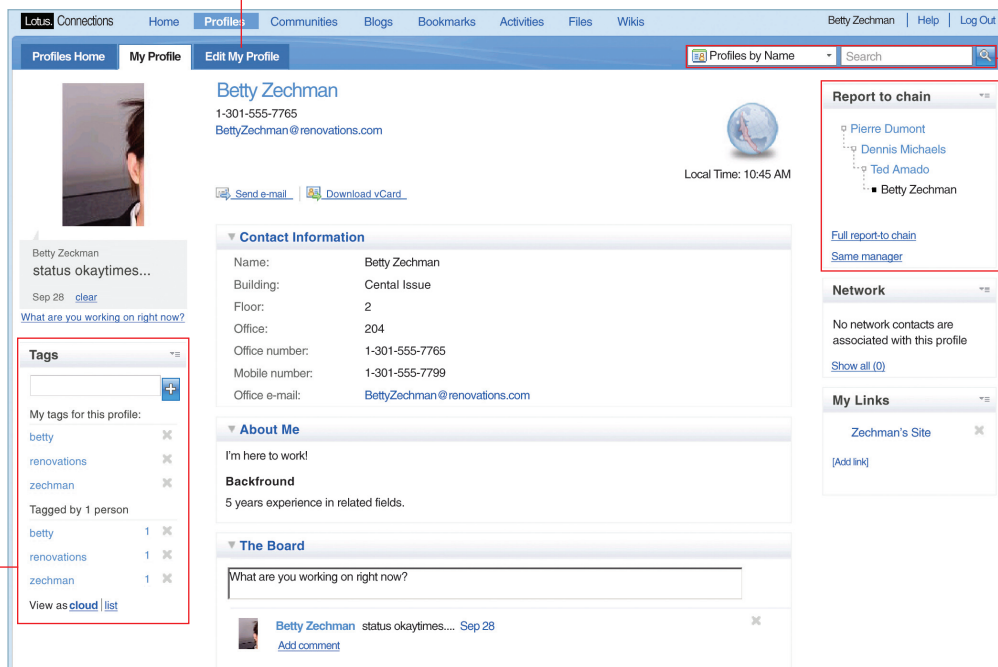 Lotus. Connections Home Profiles Communities Blogs Bookmarks Activities Files Wikis Betty Zechman Help Log Out
Profiles Home My Profile Edit My Profile Profiles by Name Search
Betty Zechman
1-301-555-7765
BettyZechman@renovations.com
Local Time: 10:45 AM
Send e-mail Download vCard
Betty Zeckman
status okaytimes...
Sep 28 clear
What are you working on right now?
Tags
My tags for this profile:
betty
renovations
zechman
Tagged by 1 person
betty 1
renovations 1
zechman 1
View as cloud list
Contact Information
Name: Betty Zechman
Building: Cental Issue
Floor: 2
Office: 204
Office number: 1-301-555-7765
Mobile number: 1-301-555-7799
Office e-mail: BettyZechman@renovations.com
About Me
I'm here to work!
Backfround
5 years experience in related fields.
The Board
What are you working on right now?
Betty Zechman status okaytimes.... Sep 28
Add comment
Report to chain
Pierre Dumont
Dennis Michaels
Ted Amado
Betty Zechman
Full report-to chain
Same manager
Network
No network contacts are
associated with this profile
Show all (0)
My Links
Zechman's Site
[Add link]